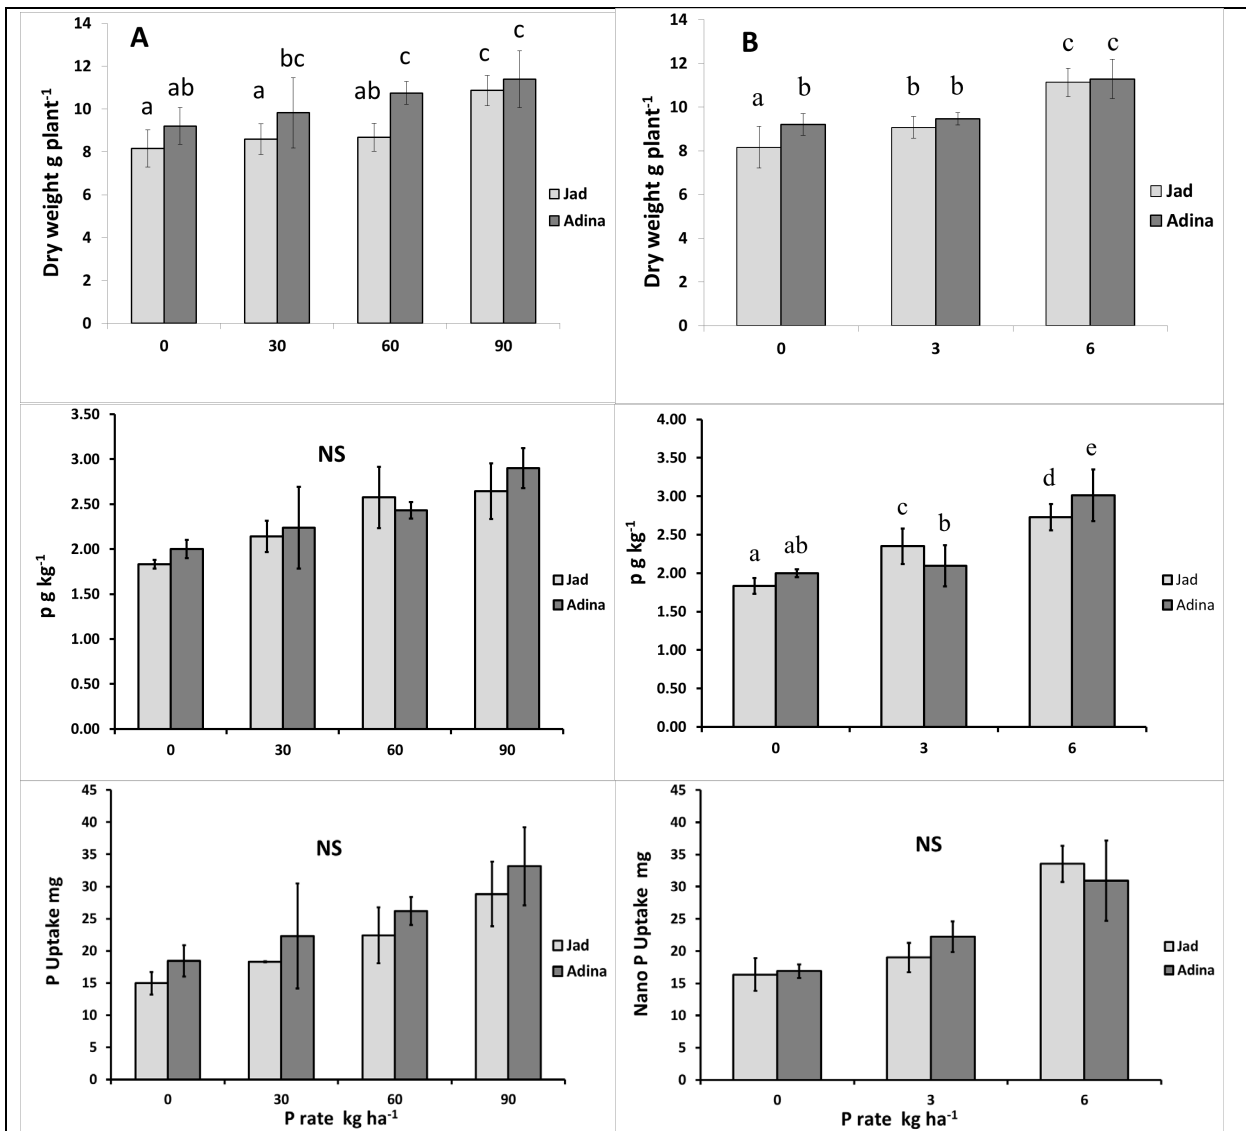 A
Dry weight g plant-1
14
12
10
8
6
4
2
0
a
ab
a
bc
ab
c
c
c
0
30
60
90
Jad
Adina
B
Dry weight g plant-1
14
12
10
8
6
4
2
0
a
b
b
b
c
c
0
3
6
Jad
Adina
p g kg-1
3.50
3.00
2.50
2.00
1.50
1.00
0.50
0.00
NS
0
30
60
90
Jad
Adina
p g kg-1
4.00
3.50
3.00
2.50
2.00
1.50
1.00
0.50
0.00
a
ab
c
b
d
e
0
3
6
Jad
Adina
P Uptake mg
45
40
35
30
25
20
15
10
5
0
NS
0
30
60
90
P rate kg ha-1
Jad
Adina
Nano P Uptake mg
45
40
35
30
25
20
15
10
5
0
NS
0
3
6
P rate kg ha-1
Jad
Adina